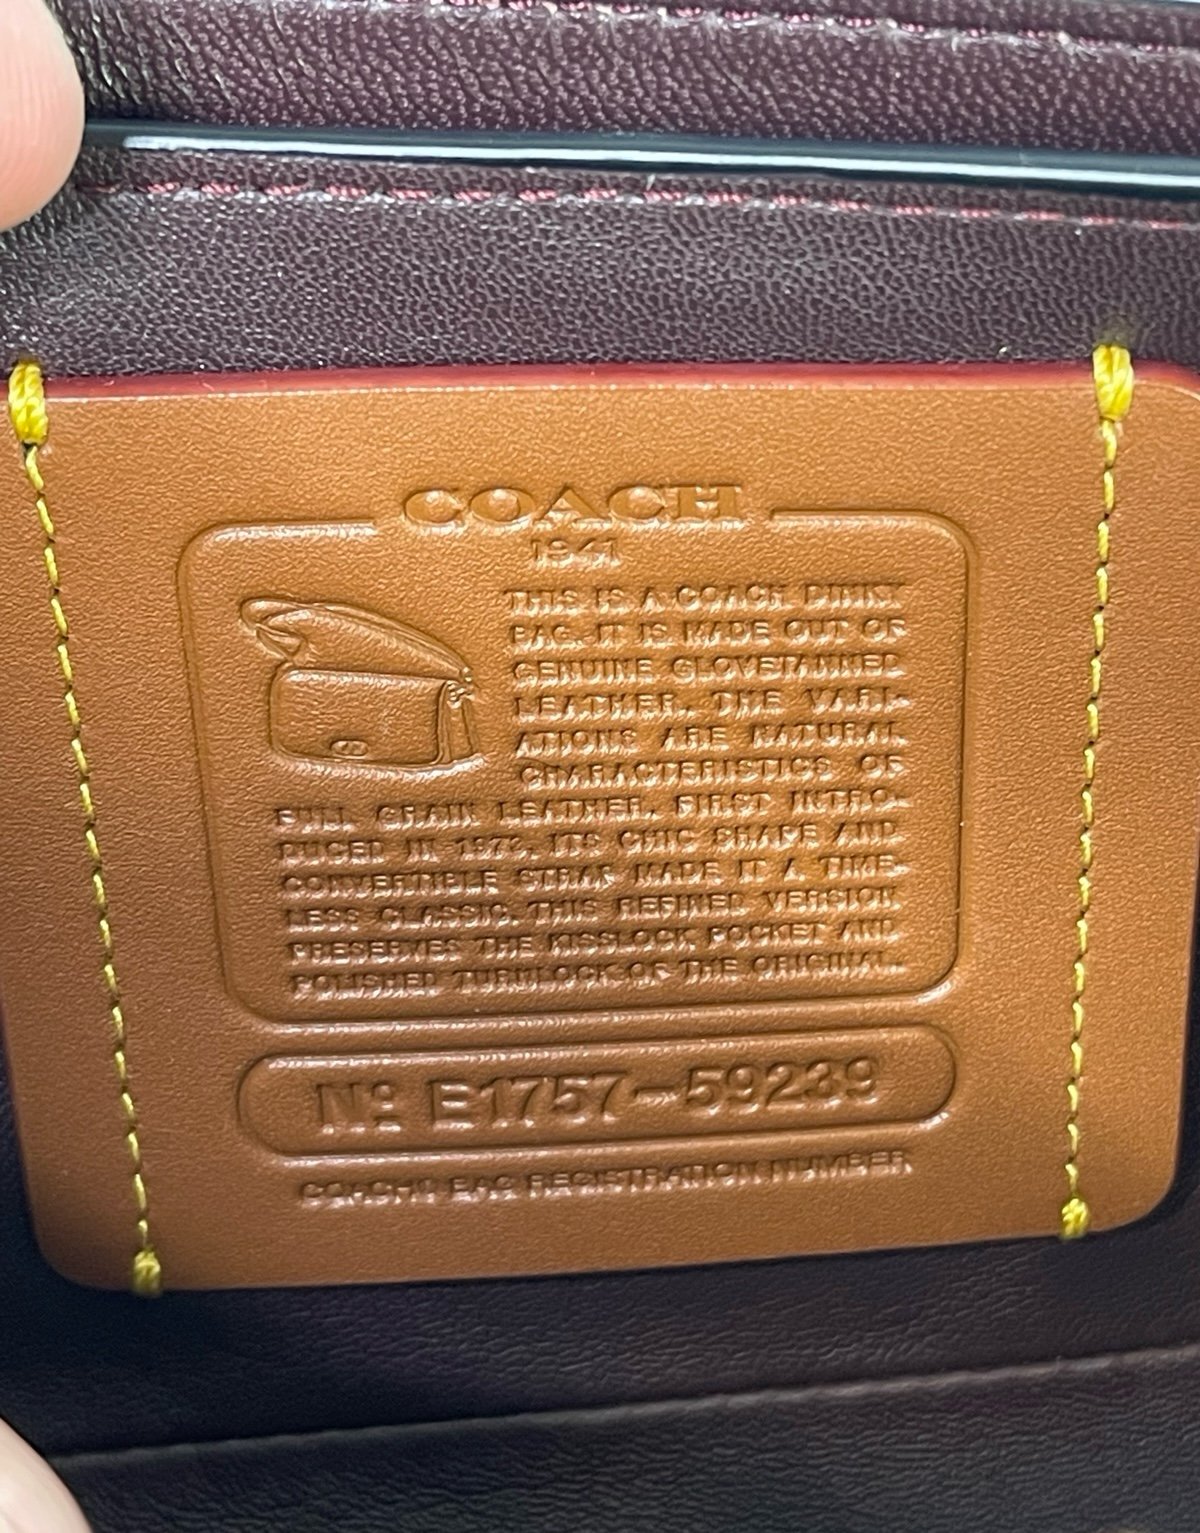 COACH
1941
THIS IS A COACH DINKY
BAG. IT IS MADE OUT OF
GENUINE GLOVETANNED
LEATHER. THE VARI-
ATIONS ARE NATURAL
CHARACTERISTICS OF
FULL GRAIN LEATHER. FIRST INTRO-
DUCED IN 1973, ITS CHIC SHAPE AND
CONVERTIBLE STRAP MADE IT A TIME-
LESS CLASSIC. THIS REFINED VERSION
PRESERVES THE KISSLOCK POCKET AND
POLISHED TURNLOCK OF THE ORIGINAL.
Nº E1757-59239
COACH® BAG REGISTRATION NUMBER